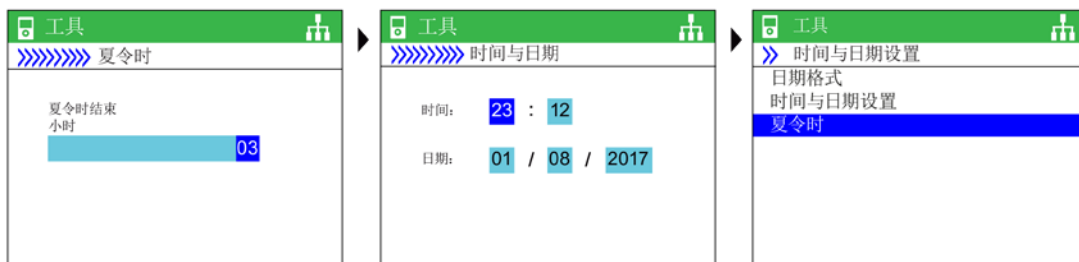 工具
夏令时
夏令时结束
小时
03
工具
时间与日期
时间: 23 : 12
日期: 01 / 08 / 2017
工具
时间与日期设置
日期格式
时间与日期设置
夏令时